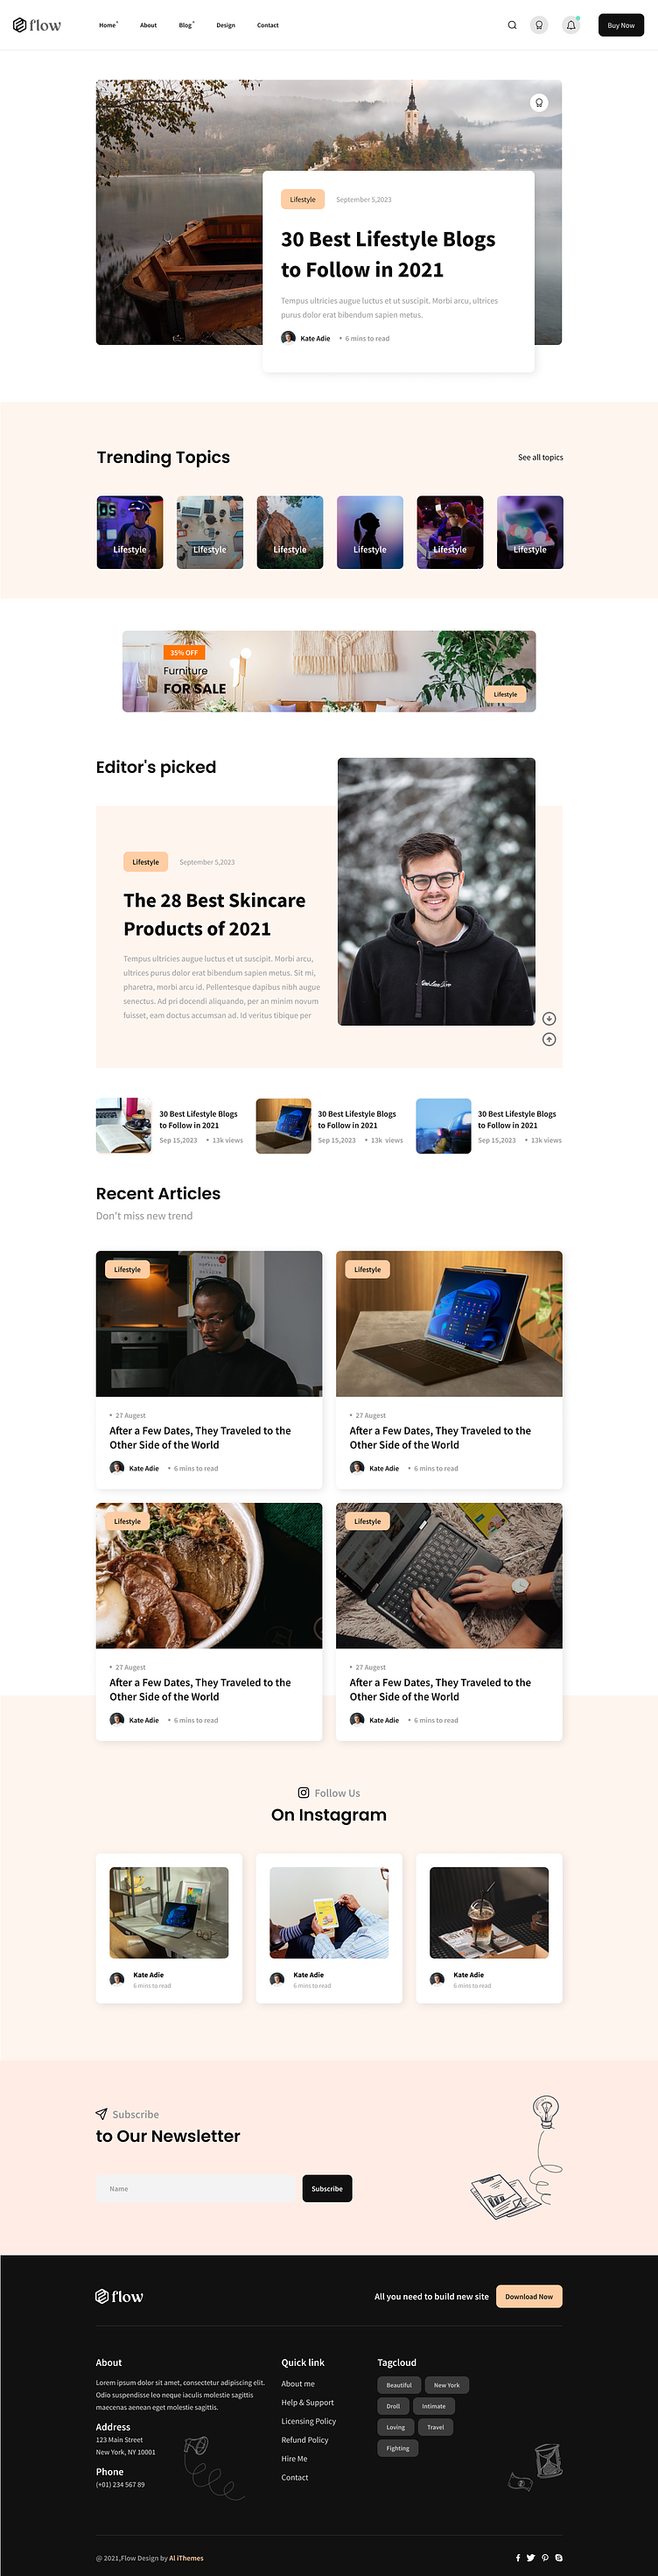 flow
Home+
About
Blog+
Design
Contact
Buy Now
Lifestyle
September 5,2023
30 Best Lifestyle Blogs
to Follow in 2021
Tempus ultricies augue luctus et ut suscipit. Morbi arcu, ultrices
purus dolor erat bibendum sapien metus.
Kate Adie • 6 mins to read
Trending Topics
See all topics
Lifestyle
Lifestyle
Lifestyle
Lifestyle
Lifestyle
Lifestyle
35% OFF
Furniture
FOR SALE
Lifestyle
Editor's picked
Lifestyle
September 5,2023
The 28 Best Skincare
Products of 2021
Tempus ultricies augue luctus et ut suscipit. Morbi arcu,
ultrices purus dolor erat bibendum sapien metus. Sit mi,
pharetra, morbi arcu id. Pellentesque dapibus nibh augue
senectus. Ad pri docendi aliquando, per an minim novum
fuisset, eam doctus accumsan ad. Id veritus tibique per
30 Best Lifestyle Blogs
to Follow in 2021
Sep 15,2023 • 13k views
30 Best Lifestyle Blogs
to Follow in 2021
Sep 15,2023 • 13k views
30 Best Lifestyle Blogs
to Follow in 2021
Sep 15,2023 • 13k views
Recent Articles
Don't miss new trend
Lifestyle
• 27 Augest
After a Few Dates, They Traveled to the
Other Side of the World
Kate Adie • 6 mins to read
Lifestyle
• 27 Augest
After a Few Dates, They Traveled to the
Other Side of the World
Kate Adie • 6 mins to read
Lifestyle
• 27 Augest
After a Few Dates, They Traveled to the
Other Side of the World
Kate Adie • 6 mins to read
Lifestyle
• 27 Augest
After a Few Dates, They Traveled to the
Other Side of the World
Kate Adie • 6 mins to read
Follow Us
On Instagram
Kate Adie
6 mins to read
Kate Adie
6 mins to read
Kate Adie
6 mins to read
Subscribe
to Our Newsletter
Name
Subscribe
flow
All you need to build new site
Download Now
About
Lorem ipsum dolor sit amet, consectetur adipiscing elit.
Odio suspendisse leo neque iaculis molestie sagittis
maecenas aenean eget molestie sagittis.
Address
123 Main Street
New York, NY 10001
Phone
(+01) 234 567 89
Quick link
About me
Help & Support
Licensing Policy
Refund Policy
Hire Me
Contact
Tagcloud
Beautiful
New York
Droll
Intimate
Loving
Travel
Fighting
@ 2021,Flow Design by Al iThemes